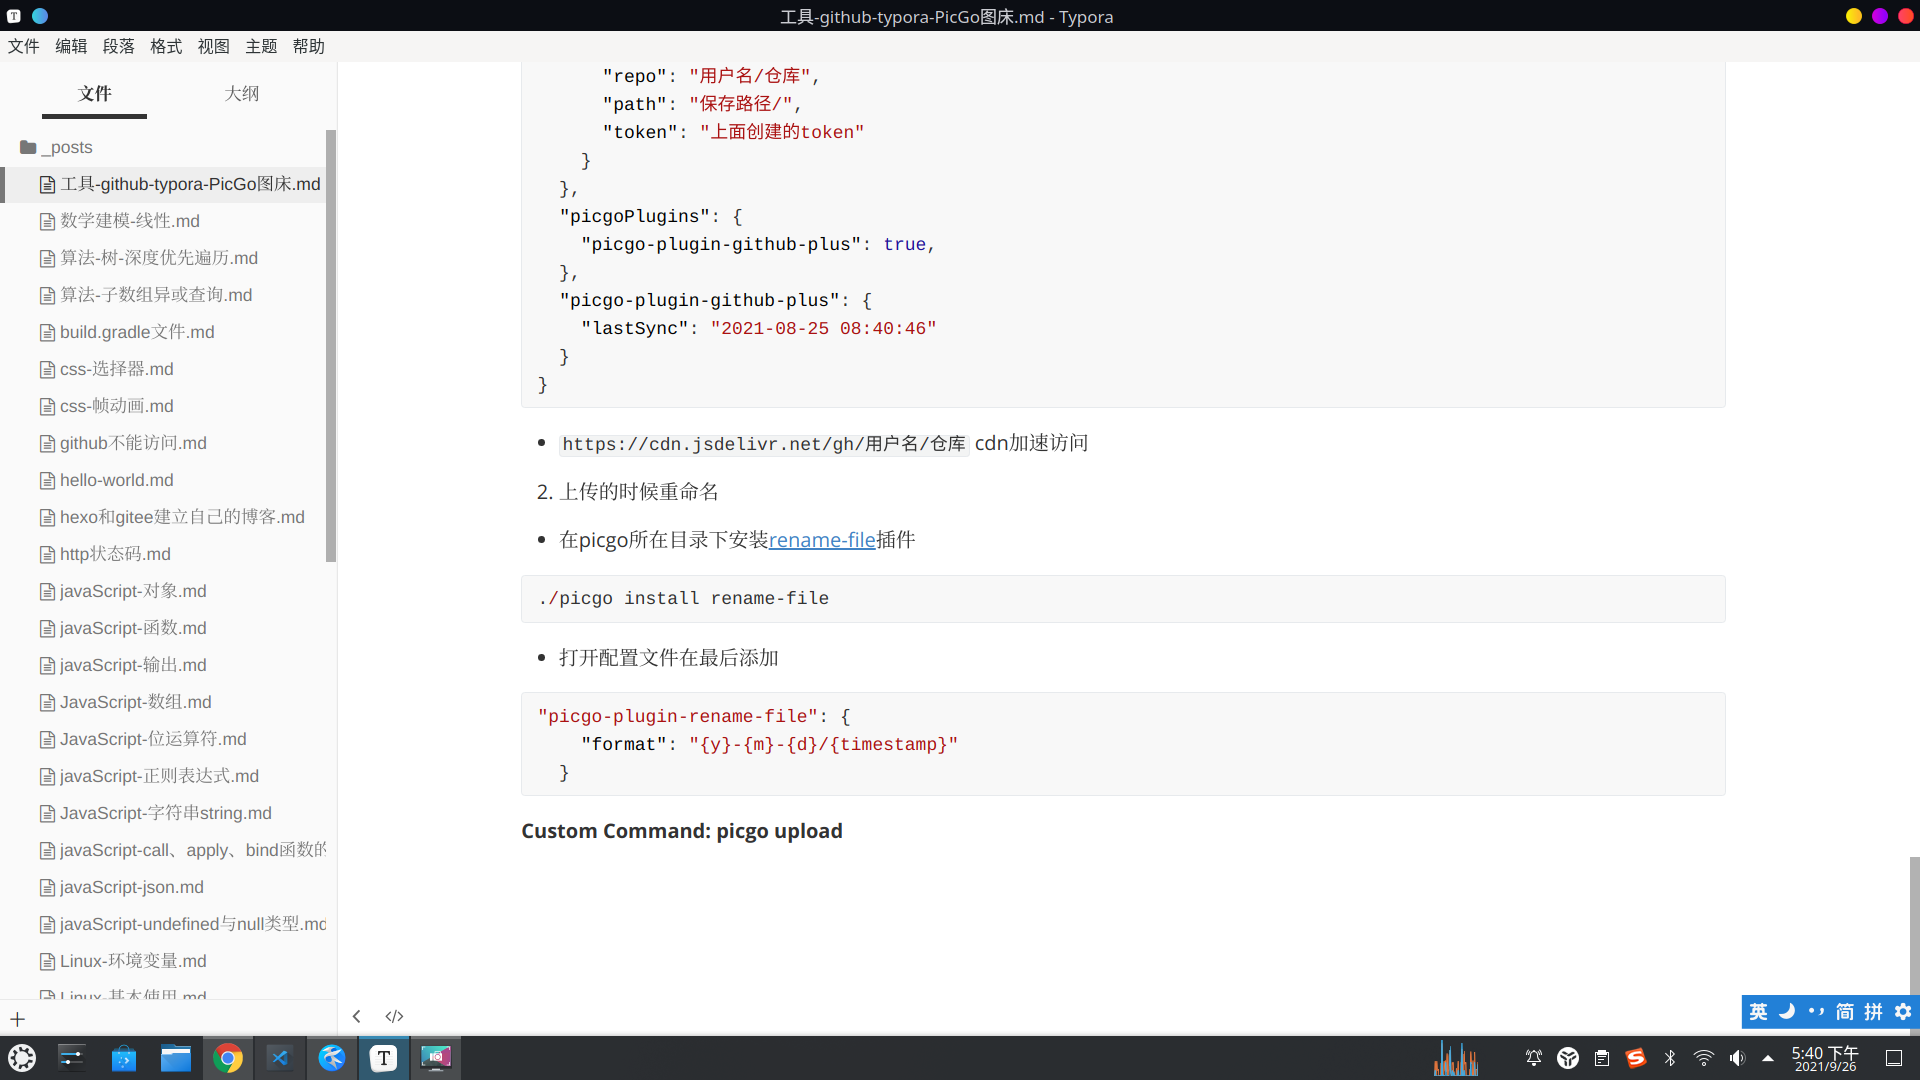 工具-github-typora-PicGo图床.md - Typora
文件 编辑 段落 格式 视图 主题 帮助
文件 大纲
_posts
工具-github-typora-PicGo图床.md
数学建模-线性.md
算法-树-深度优先遍历.md
算法-子数组异或查询.md
build.gradle文件.md
css-选择器.md
css-帧动画.md
github不能访问.md
hello-world.md
hexo和gitee建立自己的博客.md
http状态码.md
javaScript-对象.md
javaScript-函数.md
javaScript-输出.md
JavaScript-数组.md
JavaScript-位运算符.md
javaScript-正则表达式.md
JavaScript-字符串string.md
javaScript-call、apply、bind函数的
javaScript-json.md
javaScript-undefined与null类型.md
Linux-环境变量.md
Linux-基本使用.md
"repo": "用户名/仓库",
"path": "保存路径/",
"token": "上面创建的token"
}
},
"picgoPlugins": {
"picgo-plugin-github-plus": true,
},
"picgo-plugin-github-plus": {
"lastSync": "2021-08-25 08:40:46"
}
}
https://cdn.jsdelivr.net/gh/用户名/仓库 cdn加速访问
2. 上传的时候重命名
在picgo所在目录下安装rename-file插件
./picgo install rename-file
打开配置文件在最后添加
"picgo-plugin-rename-file": {
"format": "{y}-{m}-{d}/{timestamp}"
}
Custom Command: picgo upload
英 简 拼
5:40 下午
2021/9/26